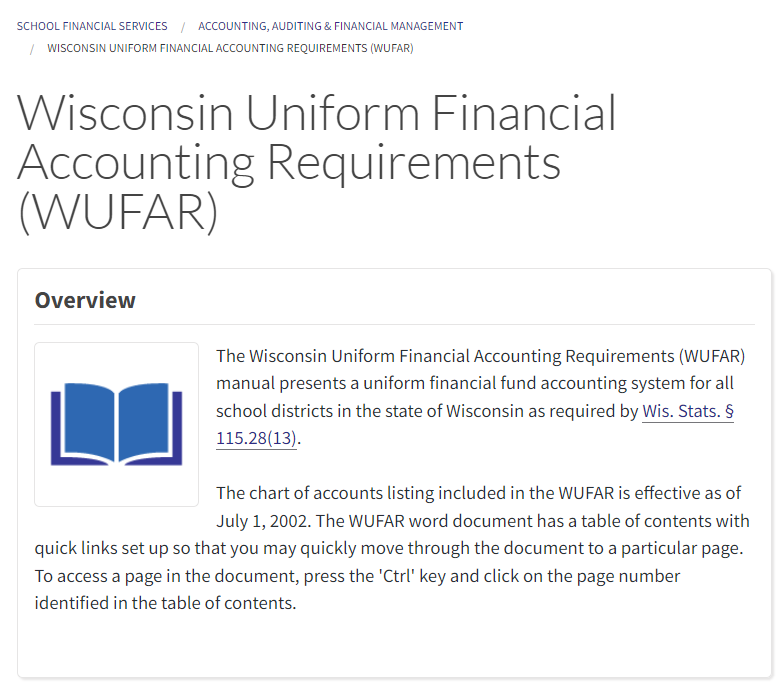 SCHOOL FINANCIAL SERVICES / ACCOUNTING, AUDITING & FINANCIAL MANAGEMENT
/ WISCONSIN UNIFORM FINANCIAL ACCOUNTING REQUIREMENTS (WUFAR)
Wisconsin Uniform Financial
Accounting Requirements
(WUFAR)
Overview
The Wisconsin Uniform Financial Accounting Requirements (WUFAR)
manual presents a uniform financial fund accounting system for all
school districts in the state of Wisconsin as required by Wis. Stats. §
115.28(13).
The chart of accounts listing included in the WUFAR is effective as of
July 1, 2002. The WUFAR word document has a table of contents with
quick links set up so that you may quickly move through the document to a particular page.
To access a page in the document, press the 'Ctrl' key and click on the page number
identified in the table of contents.